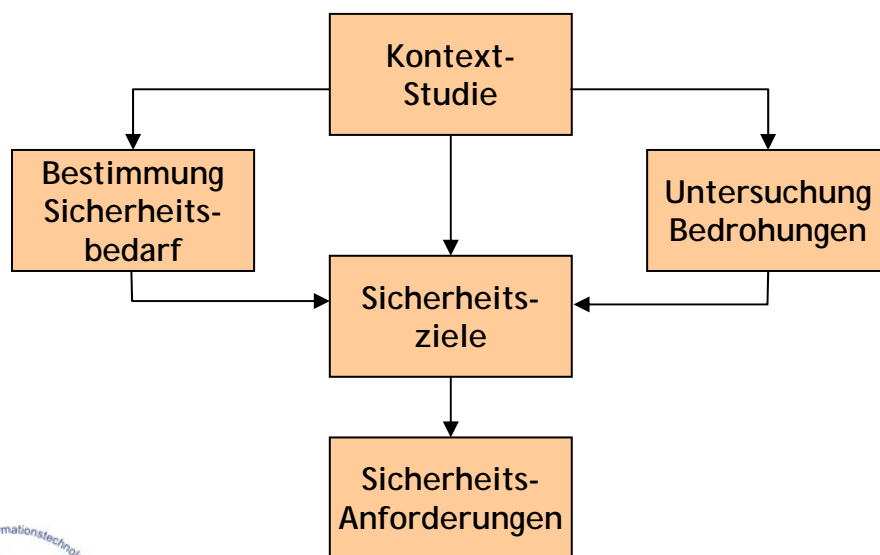 Kontext-
Studie
Bestimmung
Sicherheits-
bedarf
Untersuchung
Bedrohungen
Sicherheits-
ziele
Sicherheits-
Anforderungen